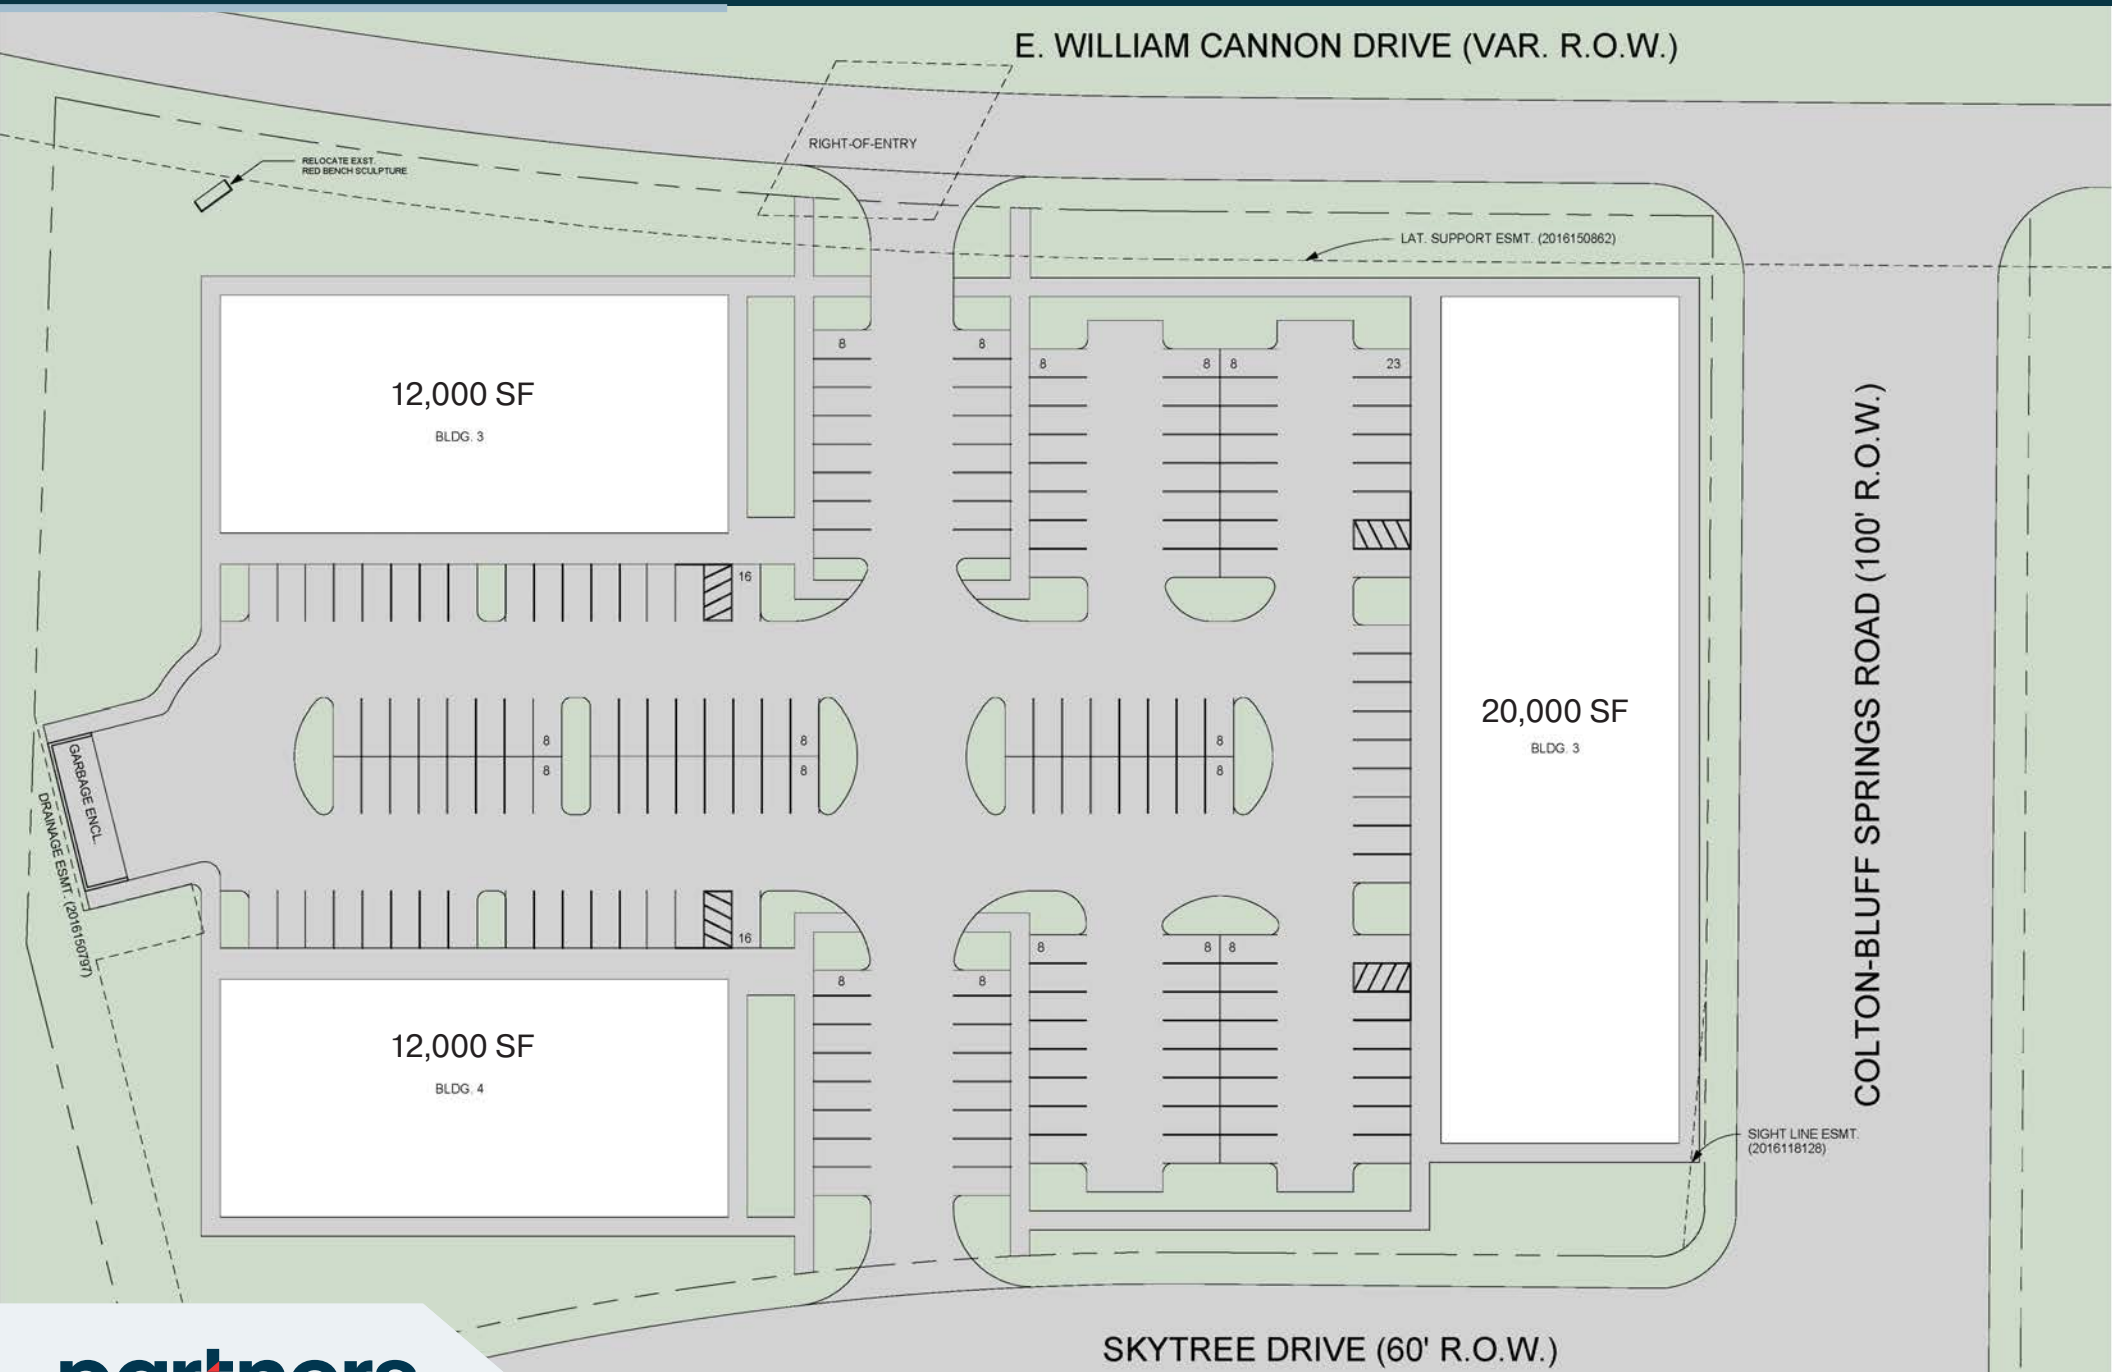 E. WILLIAM CANNON DRIVE (VAR. R.O.W.)
RIGHT-OF-ENTRY
RELOCATE EXST.
RED BENCH SCULPTURE
LAT. SUPPORT ESMT. (2016150862)
8
8
8
8
8
23
12,000 SF
BLDG. 3
16
COLTON-BLUFF SPRINGS ROAD (100' R.O.W.)
20,000 SF
BLDG. 3
8
8
8
8
8
8
GARBAGE ENCL.
DRAINAGE ESMT. (2016150797)
16
8
8
8
8
8
12,000 SF
BLDG. 4
SIGHT LINE ESMT.
(2016118128)
SKYTREE DRIVE (60' R.O.W.)
partners